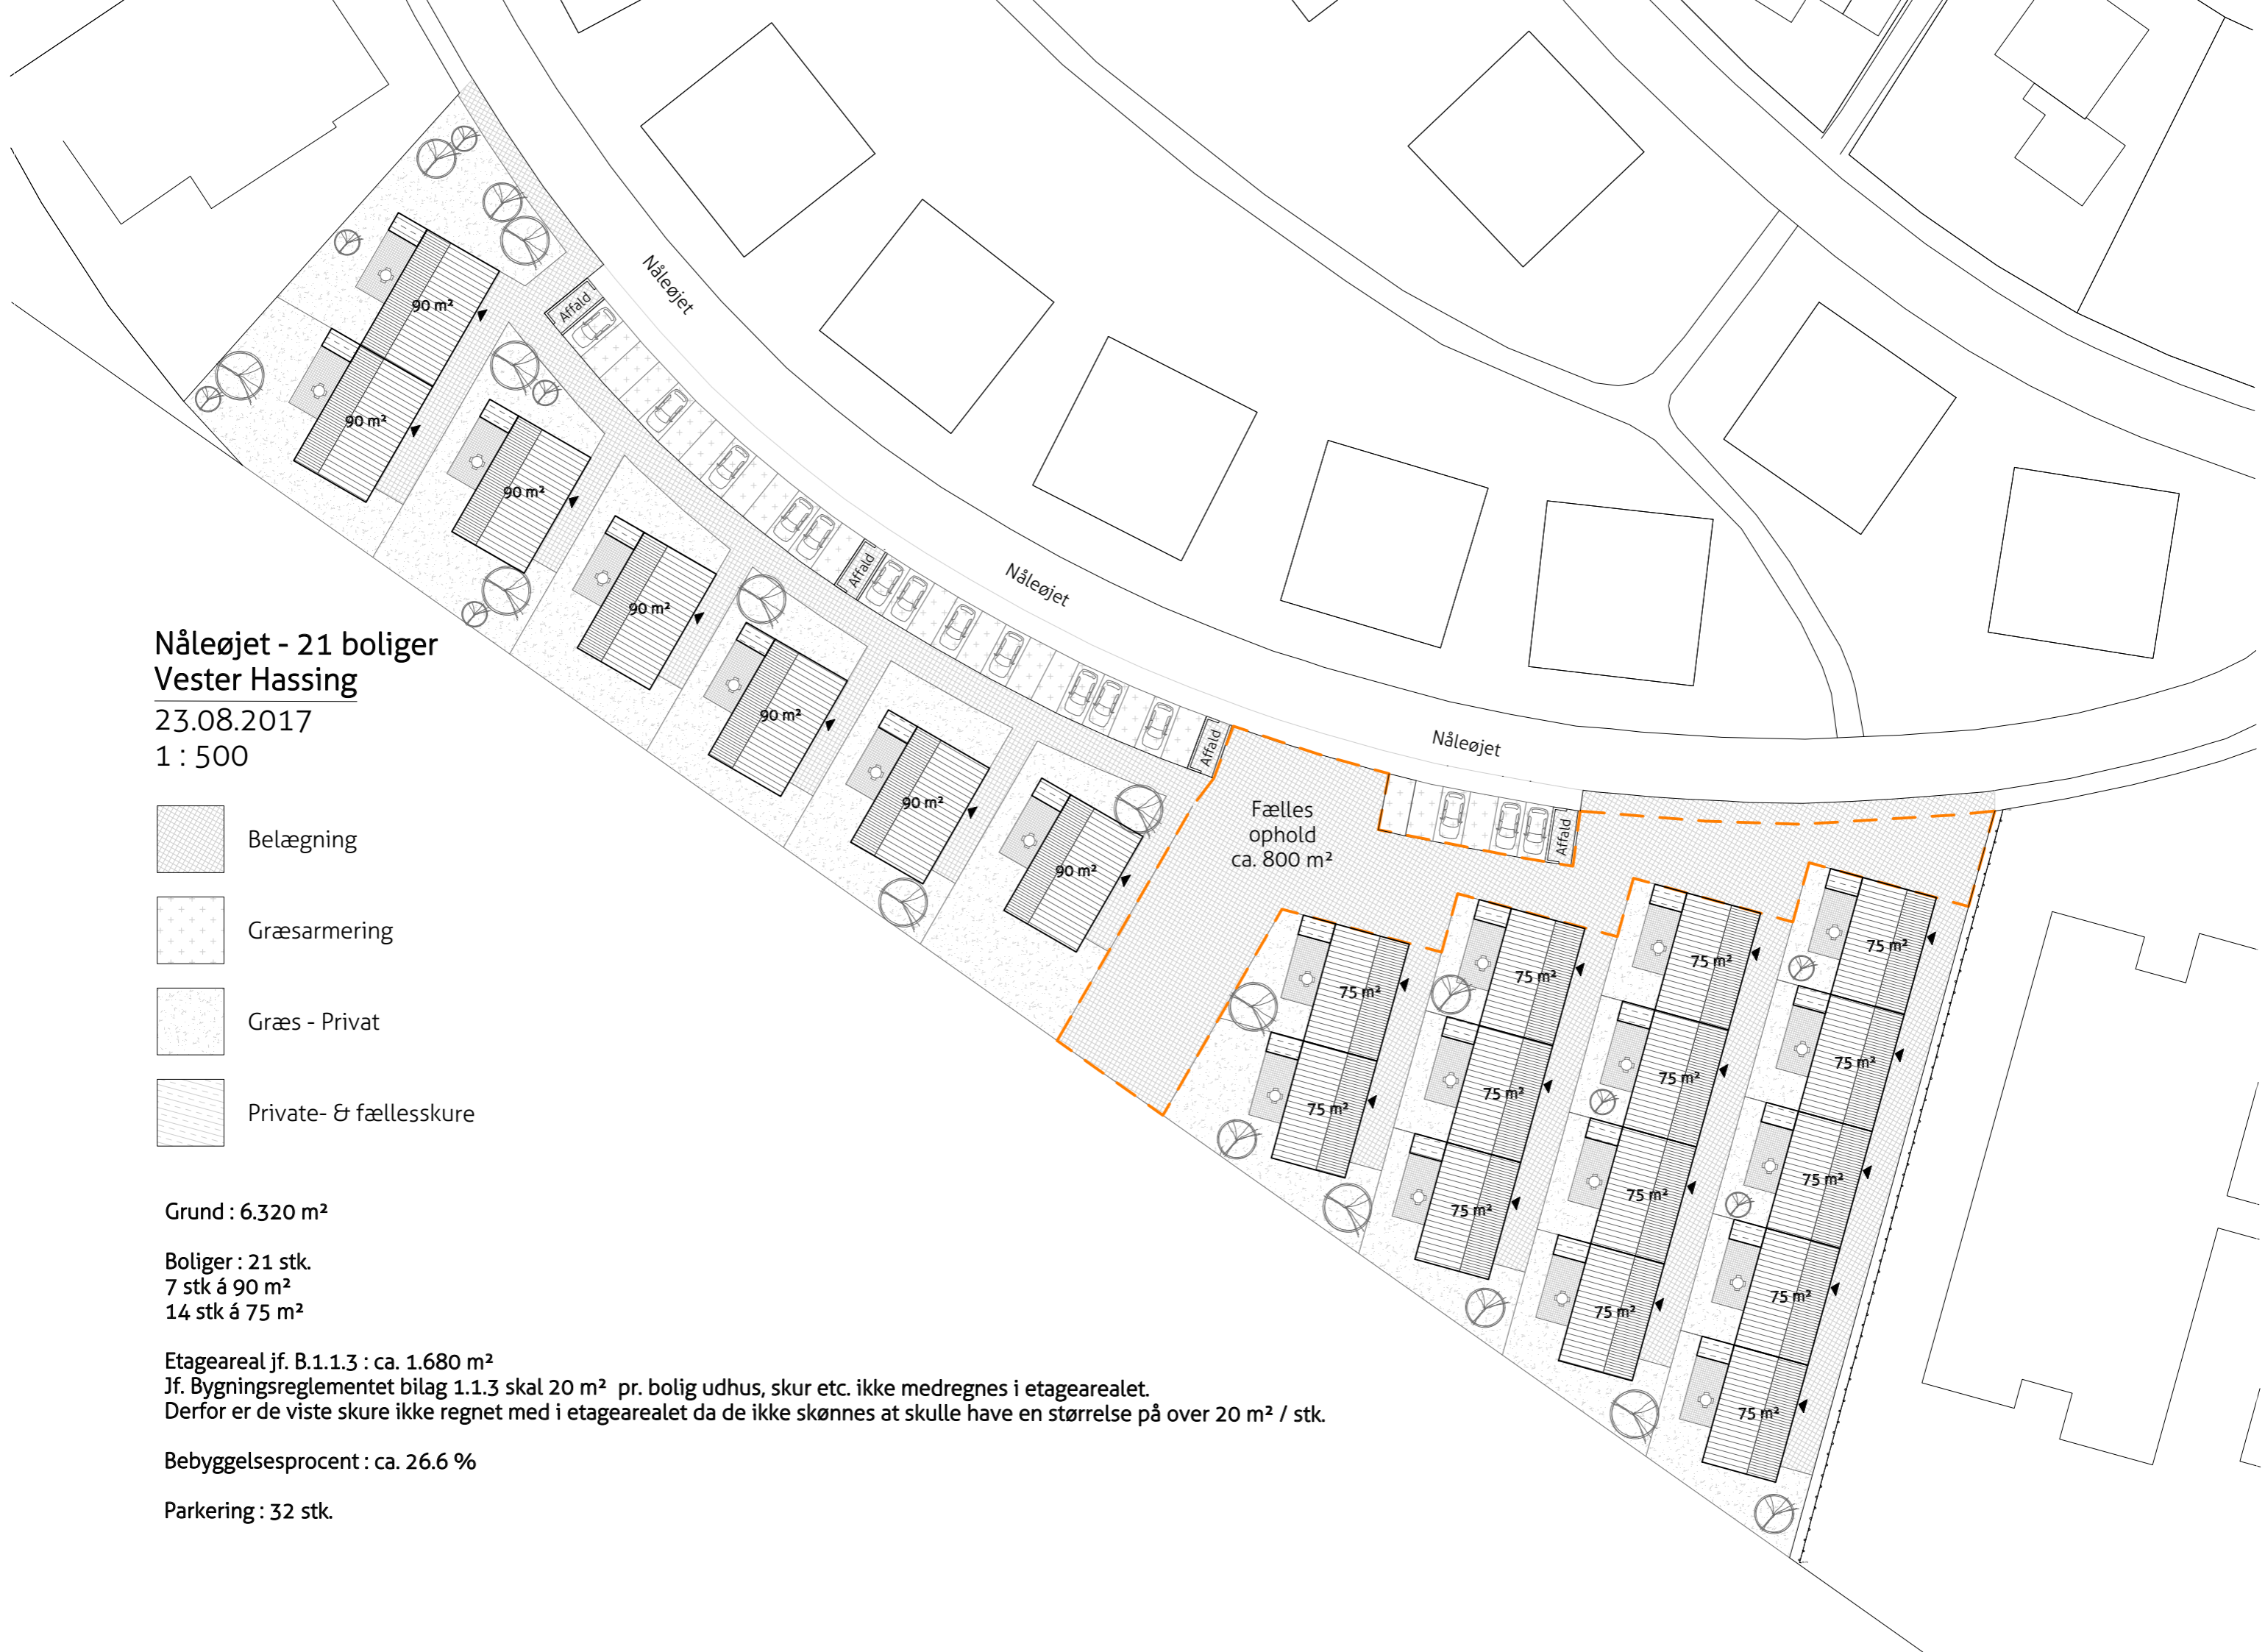 Nåleøjet - 21 boliger
Vester Hassing
23.08.2017
1 : 500
Belægning
Græsarmering
Græs - Privat
Private- & fællesskure
Grund : 6.320 m²
Boliger : 21 stk.
7 stk á 90 m²
14 stk á 75 m²
Etageareal jf. B.1.1.3 : ca. 1.680 m²
Jf. Bygningsreglementet bilag 1.1.3 skal 20 m² pr. bolig udhus, skur etc. ikke medregnes i etagearealet.
Derfor er de viste skure ikke regnet med i etagearealet da de ikke skønnes at skulle have en størrelse på over 20 m² / stk.
Bebyggelsesprocent : ca. 26.6 %
Parkering : 32 stk.
Nåleøjet
Nåleøjet
Nåleøjet
Affald
Affald
Affald
Affald
Fælles
ophold
ca. 800 m²
90 m²
90 m²
90 m²
90 m²
90 m²
90 m²
90 m²
75 m²
75 m²
75 m²
75 m²
75 m²
75 m²
75 m²
75 m²
75 m²
75 m²
75 m²
75 m²
75 m²
75 m²